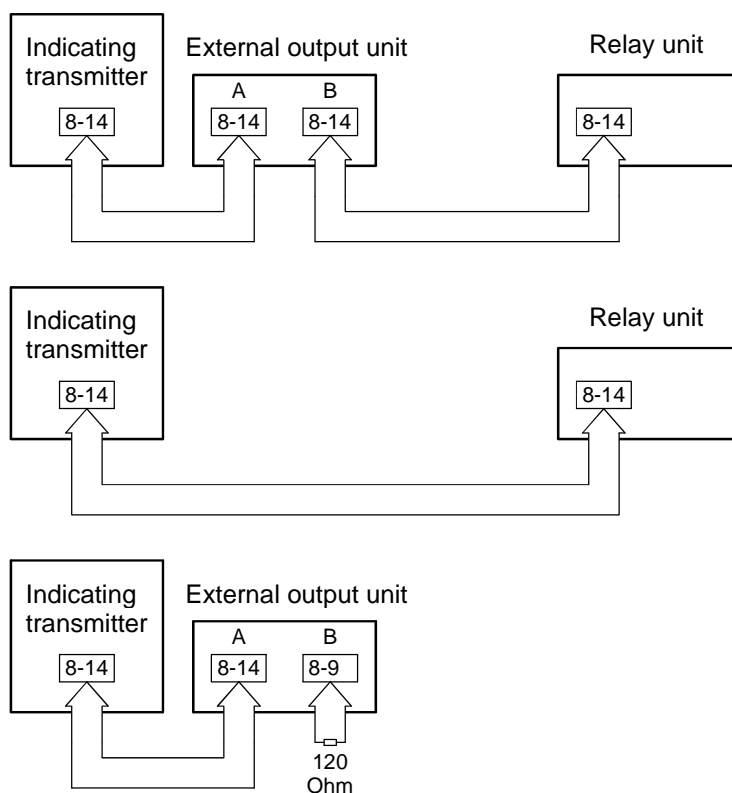 Indicating
transmitter
External output unit
Relay unit
A
B
8-14
8-14
8-14
8-14
Indicating
transmitter
Relay unit
8-14
8-14
Indicating
transmitter
External output unit
A
B
8-14
8-14
8-9
120
Ohm